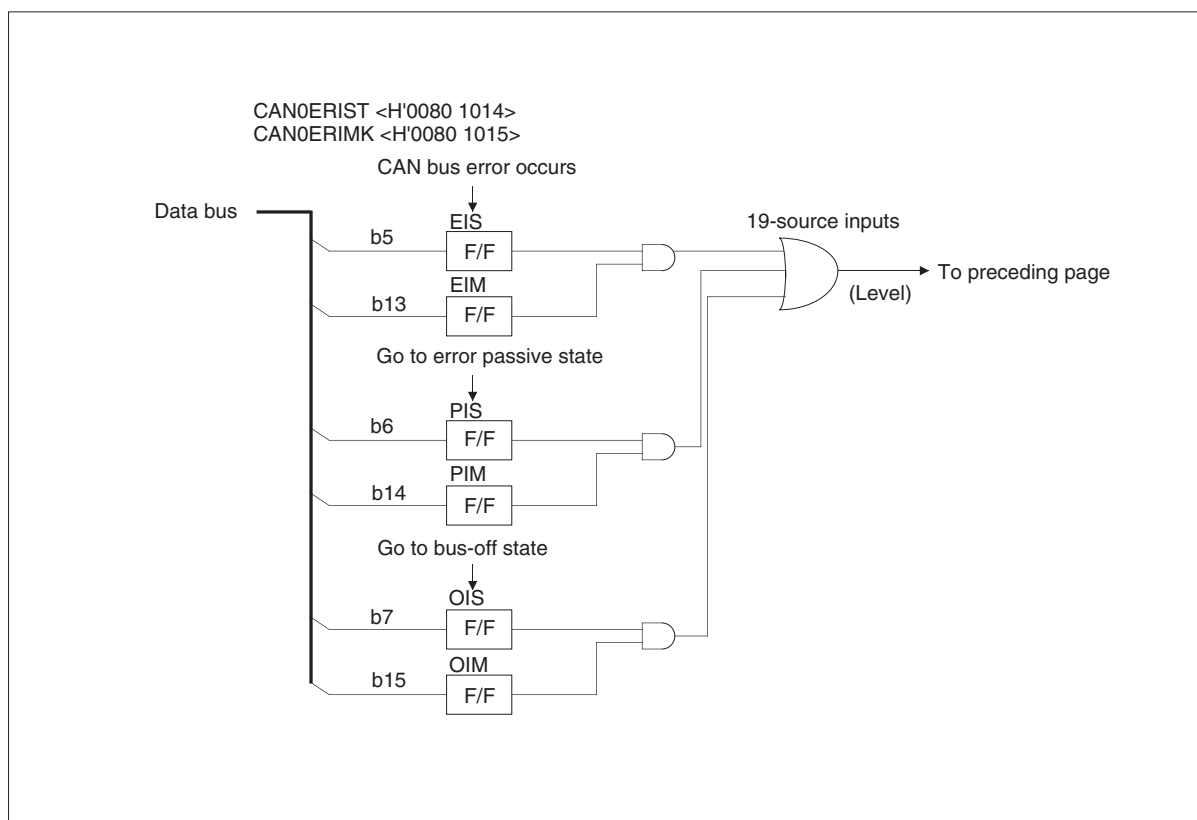 CAN0ERIST <H'0080 1014>
CAN0ERIMK <H'0080 1015>
CAN bus error occurs
Data bus
19-source inputs
EIS
b5
F/F
To preceding page
(Level)
EIM
b13
F/F
Go to error passive state
PIS
b6
F/F
PIM
b14
F/F
Go to bus-off state
OIS
b7
F/F
OIM
b15
F/F